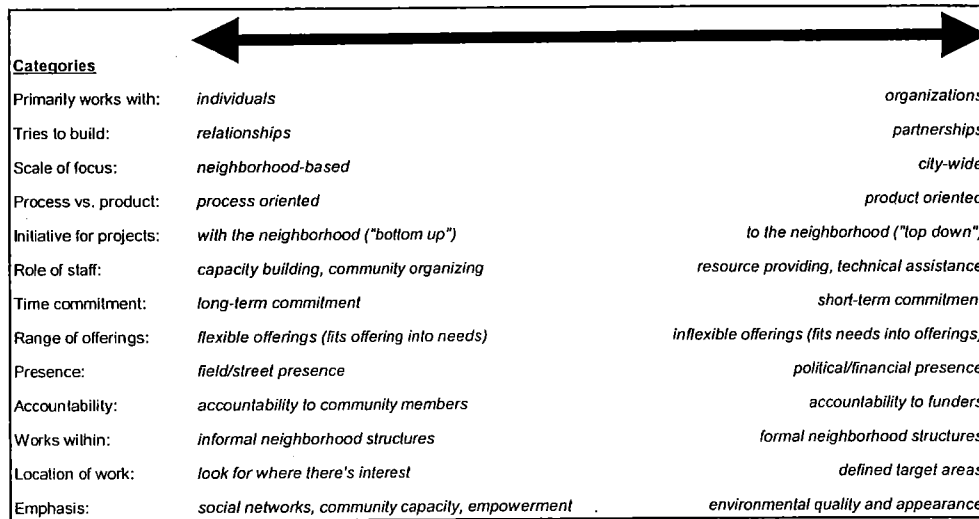 Categories
Primarily works with: individuals organizations
Tries to build: relationships partnerships
Scale of focus: neighborhood-based city-wide
Process vs. product: process oriented product oriented
Initiative for projects: with the neighborhood ("bottom up") to the neighborhood ("top down")
Role of staff: capacity building, community organizing resource providing, technical assistance
Time commitment: long-term commitment short-term commitment
Range of offerings: flexible offerings (fits offering into needs) inflexible offerings (fits needs into offerings)
Presence: field/street presence political/financial presence
Accountability: accountability to community members accountability to funders
Works within: informal neighborhood structures formal neighborhood structures
Location of work: look for where there's interest defined target areas
Emphasis: social networks, community capacity, empowerment environmental quality and appearance